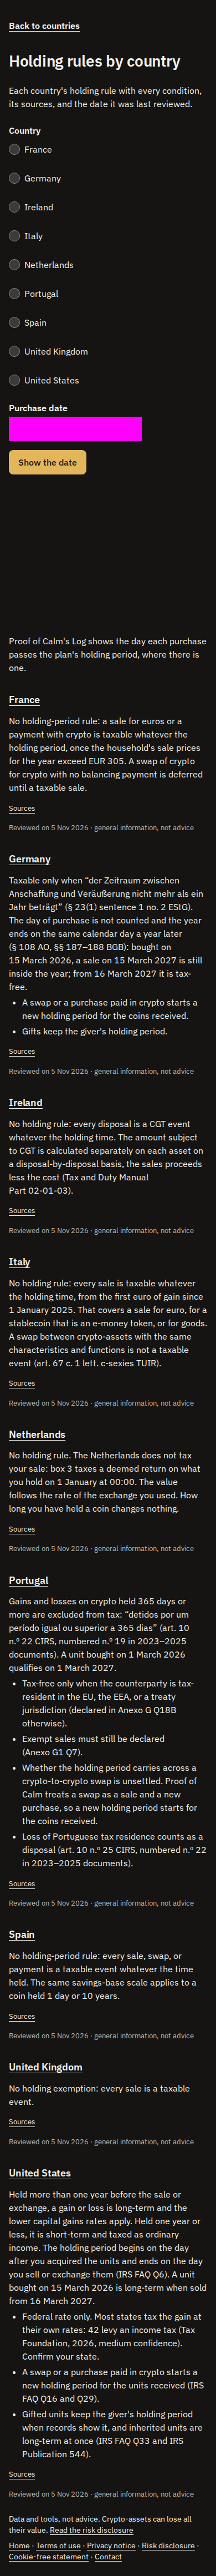 Back to countries
Holding rules by country
Each country's holding rule with every condition,
its sources, and the date it was last reviewed.
Country
France
Germany
Ireland
Italy
Netherlands
Portugal
Spain
United Kingdom
United States
Purchase date
Show the date
Proof of Calm's Log shows the day each purchase
passes the plan's holding period, where there is
one.
France
No holding-period rule: a sale for euros or a
payment with crypto is taxable whatever the
holding time, once the household's sale prices
for the year exceed EUR 305. A swap of crypto
for crypto with no balancing payment is deferred
until a taxable sale.
Sources
Reviewed on 5 Nov 2026 · general information, not advice
Germany
Taxable only when “der Zeitraum zwischen
Anschaffung und Veräußerung nicht mehr als ein
Jahr beträgt” (§ 23(1) sentence 1 no. 2 EStG).
The day of purchase is not counted and the year
ends on the same calendar day a year later
(§ 108 AO, §§ 187–188 BGB): bought on
15 March 2026, a sale on 15 March 2027 is still
inside the year; from 16 March 2027 it is tax-
free.
• A swap or a purchase paid in crypto starts a
new holding period for the coins received.
• Gifts keep the giver's holding period.
Sources
Reviewed on 5 Nov 2026 · general information, not advice
Ireland
No holding rule: every disposal is a CGT event
whatever the holding time. The amount subject
to CGT is calculated separately on each asset on
a disposal-by-disposal basis, the sales proceeds
less the cost (Tax and Duty Manual
Part 02-01-03).
Sources
Reviewed on 5 Nov 2026 · general information, not advice
Italy
No holding rule: every sale is taxable whatever
the holding time, from the first euro of gain since
1 January 2025. That covers a sale for euro, for a
stablecoin that is an e-money token, or for goods.
A swap between crypto-assets with the same
characteristics and functions is not a taxable
event (art. 67 c. 1 lett. c-sexies TUIR).
Sources
Reviewed on 5 Nov 2026 · general information, not advice
Netherlands
No holding rule. The Netherlands does not tax
your sale: box 3 taxes a deemed return on what
you hold on 1 January at 00:00. The value
follows the rate of the exchange you used. How
long you have held a coin changes nothing.
Sources
Reviewed on 5 Nov 2026 · general information, not advice
Portugal
Gains and losses on crypto held 365 days or
more are excluded from tax: “detidos por um
período igual ou superior a 365 dias” (art. 10
n.º 22 CIRS, numbered n.º 19 in 2023–2025
documents). A unit bought on 1 March 2026
qualifies on 1 March 2027.
• Tax-free only when the counterparty is tax-
resident in the EU, the EEA, or a treaty
jurisdiction (declared in Anexo G Q18B
otherwise).
• Exempt sales must still be declared
(Anexo G1 Q7).
• Whether the holding period carries across a
crypto-to-crypto swap is unsettled. Proof of
Calm treats a swap as a sale and a new
purchase, so a new holding period starts for
the coins received.
• Loss of Portuguese tax residence counts as a
disposal (art. 10 n.º 25 CIRS, numbered n.º 22
in 2023–2025 documents).
Sources
Reviewed on 5 Nov 2026 · general information, not advice
Spain
No holding-period rule: every sale, swap, or
payment is a taxable event whatever the time
held. The same savings-base scale applies to a
coin held 1 day or 10 years.
Sources
Reviewed on 5 Nov 2026 · general information, not advice
United Kingdom
No holding exemption: every sale is a taxable
event.
Sources
Reviewed on 5 Nov 2026 · general information, not advice
United States
Held more than one year before the sale or
exchange, a gain or loss is long-term and the
lower capital gains rates apply. Held one year or
less, it is short-term and taxed as ordinary
income. The holding period begins on the day
after you acquired the units and ends on the day
you sell or exchange them (IRS FAQ Q6). A unit
bought on 15 March 2026 is long-term when sold
from 16 March 2027.
• Federal rate only. Most states tax the gain at
their own rates: 42 levy an income tax (Tax
Foundation, 2026, medium confidence).
Confirm your state.
• A swap or a purchase paid in crypto starts a
new holding period for the units received (IRS
FAQ Q16 and Q29).
• Gifted units keep the giver's holding period
when records show it, and inherited units are
long-term at once (IRS FAQ Q33 and IRS
Publication 544).
Sources
Reviewed on 5 Nov 2026 · general information, not advice
Data and tools, not advice. Crypto-assets can lose all
their value. Read the risk disclosure
Home · Terms of use · Privacy notice · Risk disclosure ·
Cookie-free statement · Contact